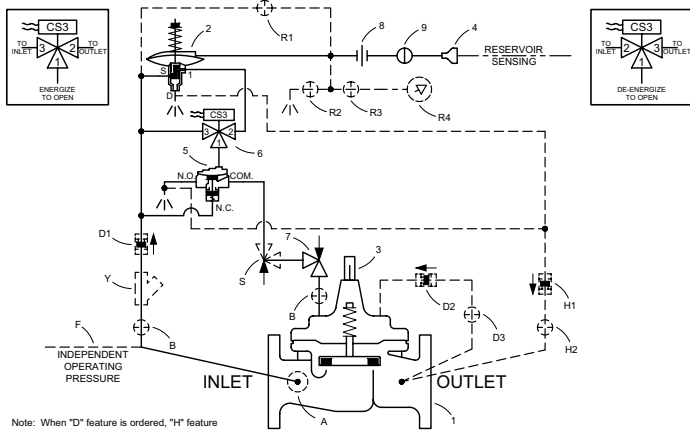 CS3
TO INLET
3
2
TO OUTLET
1
ENERGIZE
TO OPEN
CS3
TO INLET
2
3
TO OUTLET
1
DE-ENERGIZE
TO OPEN
R1
2
8
9
4
RESERVOIR
SENSING
S
1
D
R2
R3
R4
CS3
3
2
1
5
6
N.O.
COM.
N.C.
D1
7
3
Y
S
B
D2
H1
F
B
D3
H2
INDEPENDENT
OPERATING
PRESSURE
INLET
OUTLET
A
1
Note: When "D" feature is ordered, "H" feature